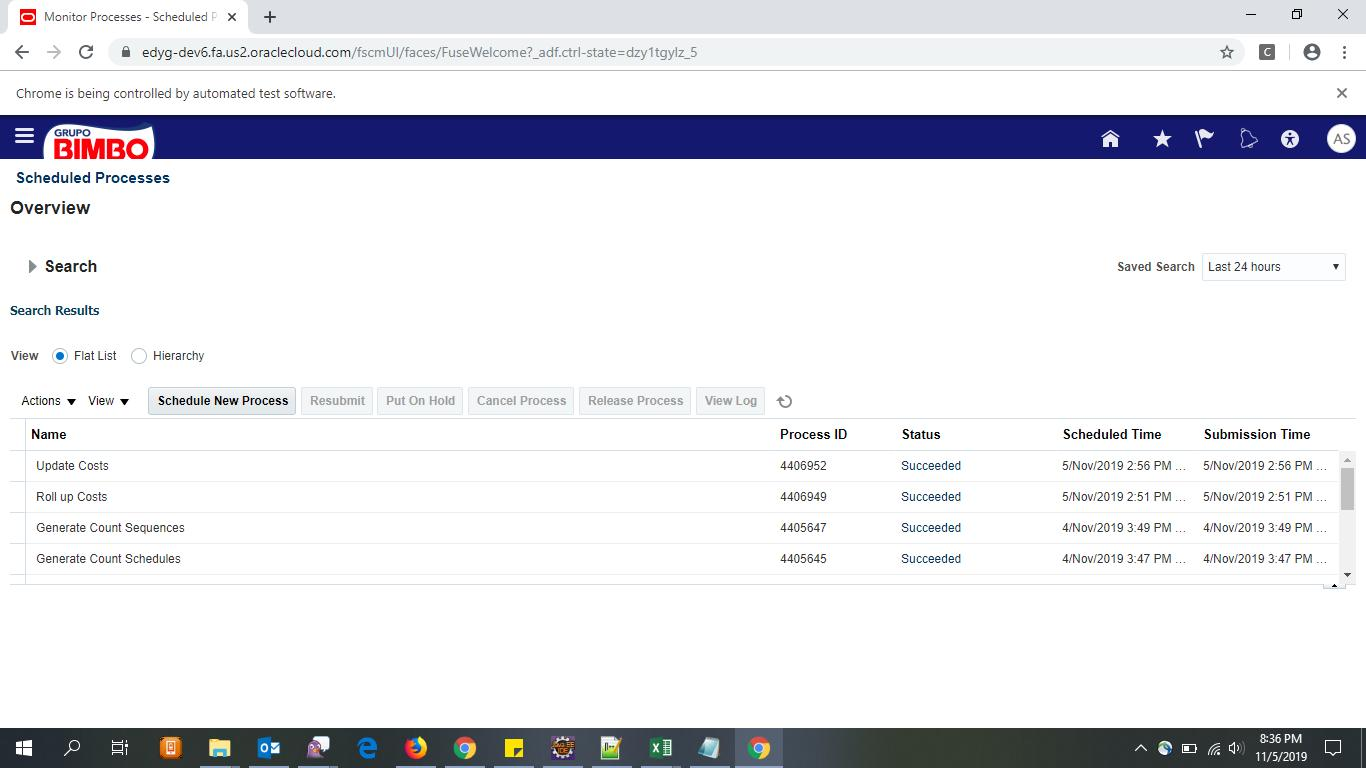 Monitor Processes - Scheduled P
edyg-dev6.fa.us2.oraclecloud.com/fscmUI/faces/FuseWelcome?_adf.ctrl-state=dzy1tgylz_5
C
Chrome is being controlled by automated test software.
GRUPO
BIMBO
AS
Scheduled Processes
Overview
Search
Saved Search Last 24 hours
Search Results
View Flat List Hierarchy
Actions View Schedule New Process Resubmit Put On Hold Cancel Process Release Process View Log
Name Process ID Status Scheduled Time Submission Time
Update Costs 4406952 Succeeded 5/Nov/2019 2:56 PM ... 5/Nov/2019 2:56 PM ...
Roll up Costs 4406949 Succeeded 5/Nov/2019 2:51 PM ... 5/Nov/2019 2:51 PM ...
Generate Count Sequences 4405647 Succeeded 4/Nov/2019 3:49 PM ... 4/Nov/2019 3:49 PM ...
Generate Count Schedules 4405645 Succeeded 4/Nov/2019 3:47 PM ... 4/Nov/2019 3:47 PM ...
8:36 PM
11/5/2019